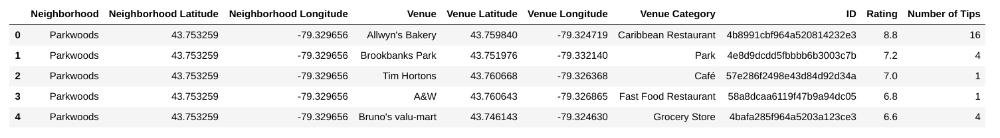 Neighborhood Neighborhood Latitude Neighborhood Longitude Venue Venue Latitude Venue Longitude Venue Category ID Rating Number of Tips
0 Parkwoods 43.753259 -79.329656 Allwyn's Bakery 43.759840 -79.324719 Caribbean Restaurant 4b8991cbf964a520814232e3 8.8 16
1 Parkwoods 43.753259 -79.329656 Brookbanks Park 43.751976 -79.332140 Park 4e8d9dcdd5fbbbb6b3003c7b 7.2 4
2 Parkwoods 43.753259 -79.329656 Tim Hortons 43.760668 -79.326368 Café 57e286f2498e43d84d92d34a 7.0 1
3 Parkwoods 43.753259 -79.329656 A&W 43.760643 -79.326865 Fast Food Restaurant 58a8dcaa6119f47b9a94dc05 6.8 1
4 Parkwoods 43.753259 -79.329656 Bruno's valu-mart 43.746143 -79.324630 Grocery Store 4bafa285f964a5203a123ce3 6.6 4